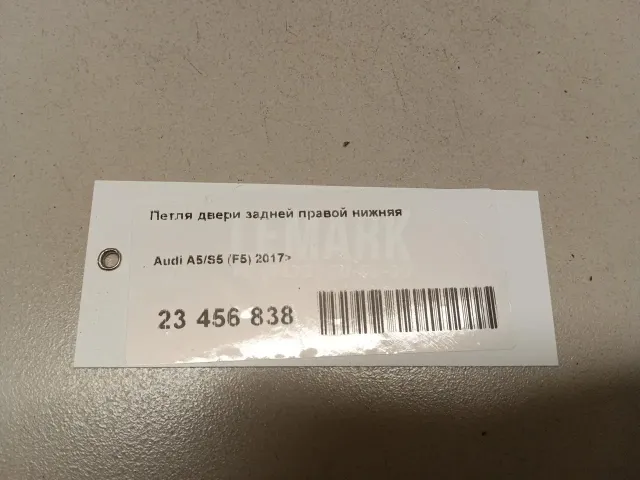 Петля двери задней правой нижняя
Audi A5/S5 (F5) 2017>
23 456 838